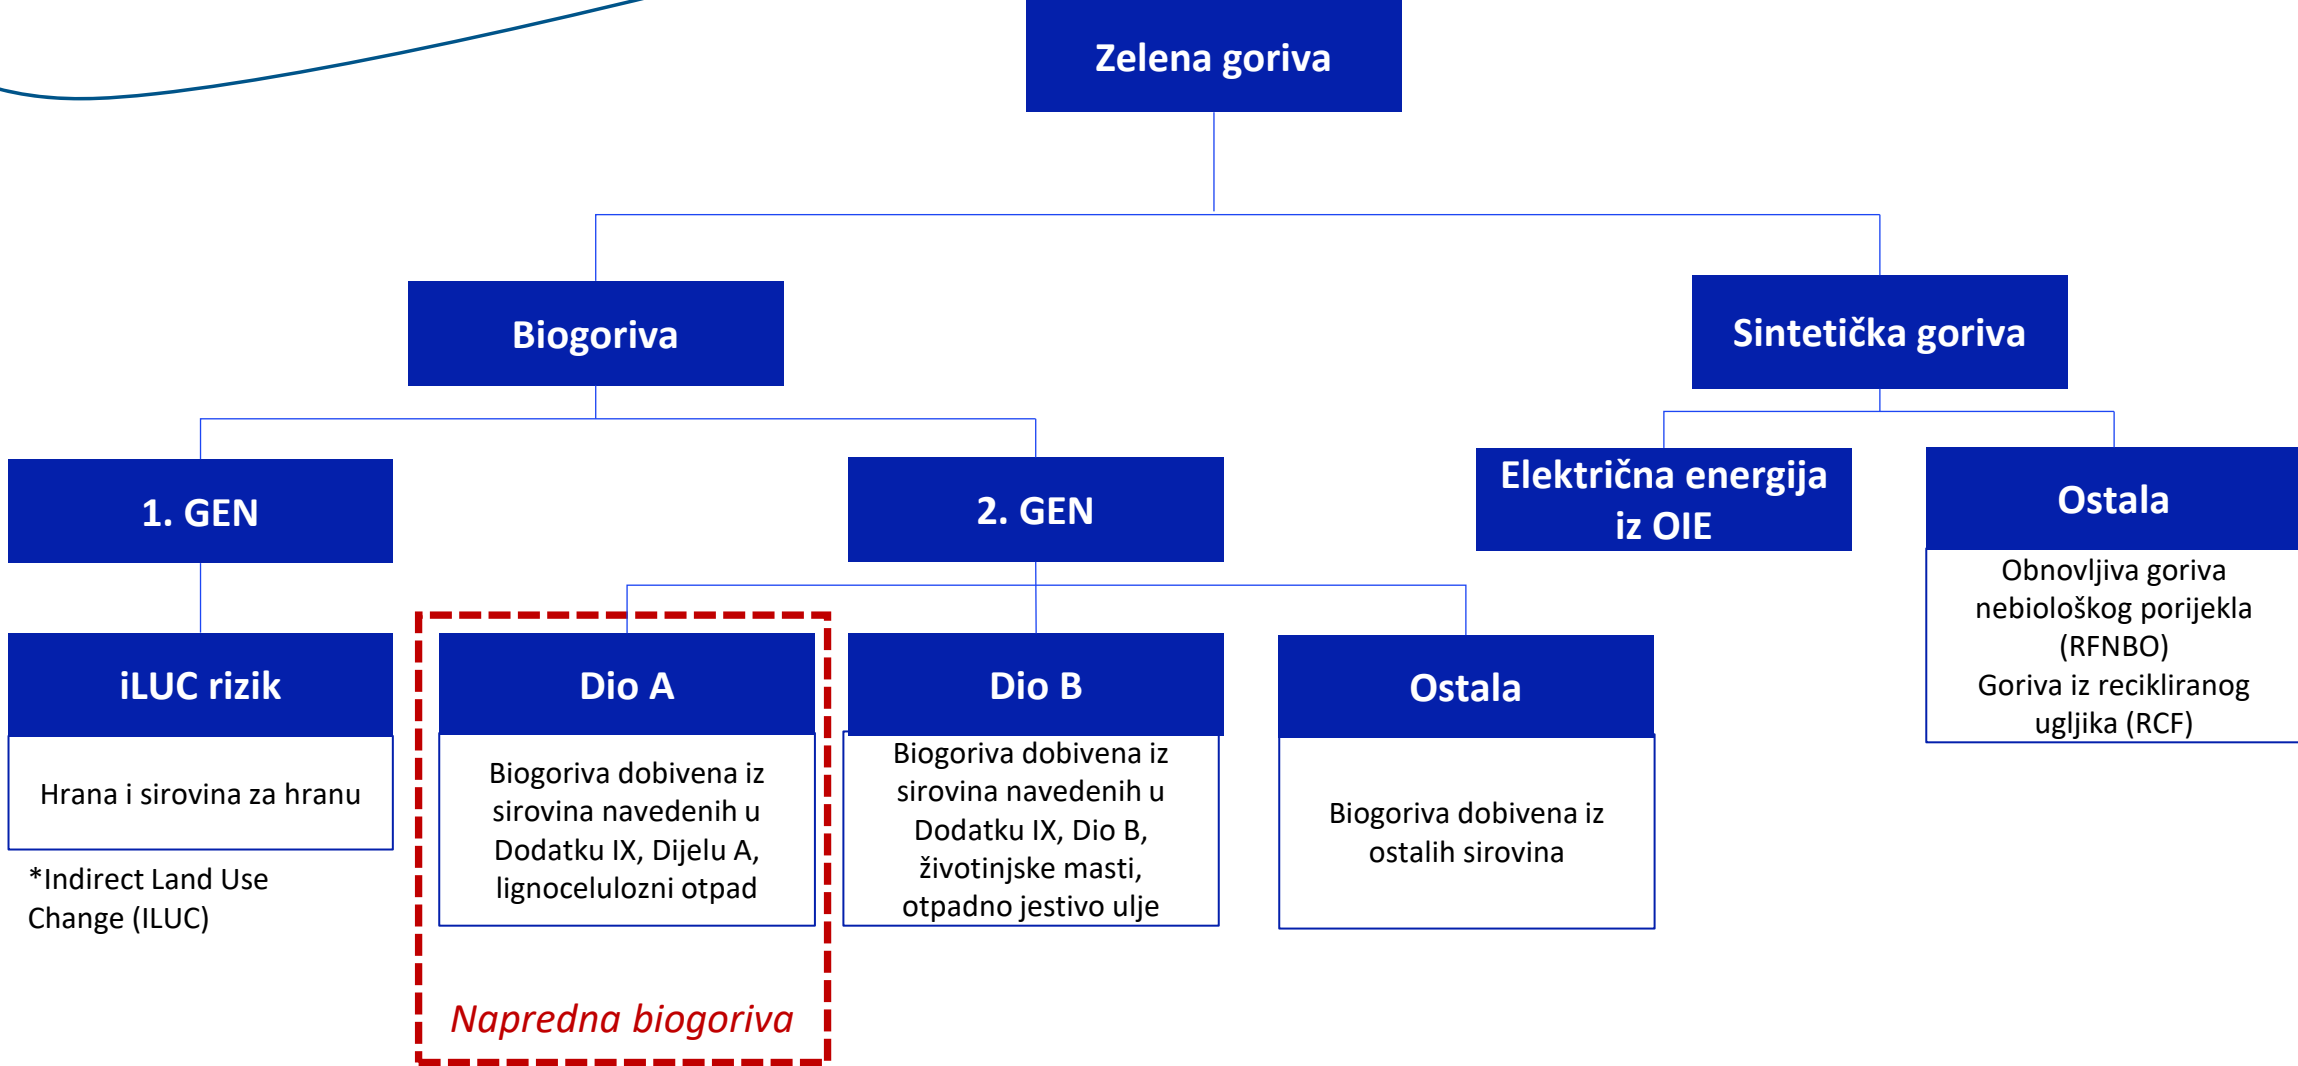 Zelena goriva
Biogoriva
Sintetička goriva
1. GEN
2. GEN
Elektri̇̌čna energija
iz OIE
Ostala
Obnovljiva goriva
nebiološkog porijekla
(RFNBO)
Goriva iz recikliranog
ugljika (RCF)
iLUC rizik
Hrana i sirovina za hranu
*Indirect Land Use
Change (ILUC)
Dio A
Biogoriva dobivena iz
sirovina navedenih u
Dodatku IX, Dijelu A,
lignocelulozni otpad
Napredna biogoriva
Dio B
Biogoriva dobivena iz
sirovina navedenih u
Dodatku IX, Dio B,
životinjske masti,
otpadno jestivo ulje
Ostala
Biogoriva dobivena iz
ostalih sirovina